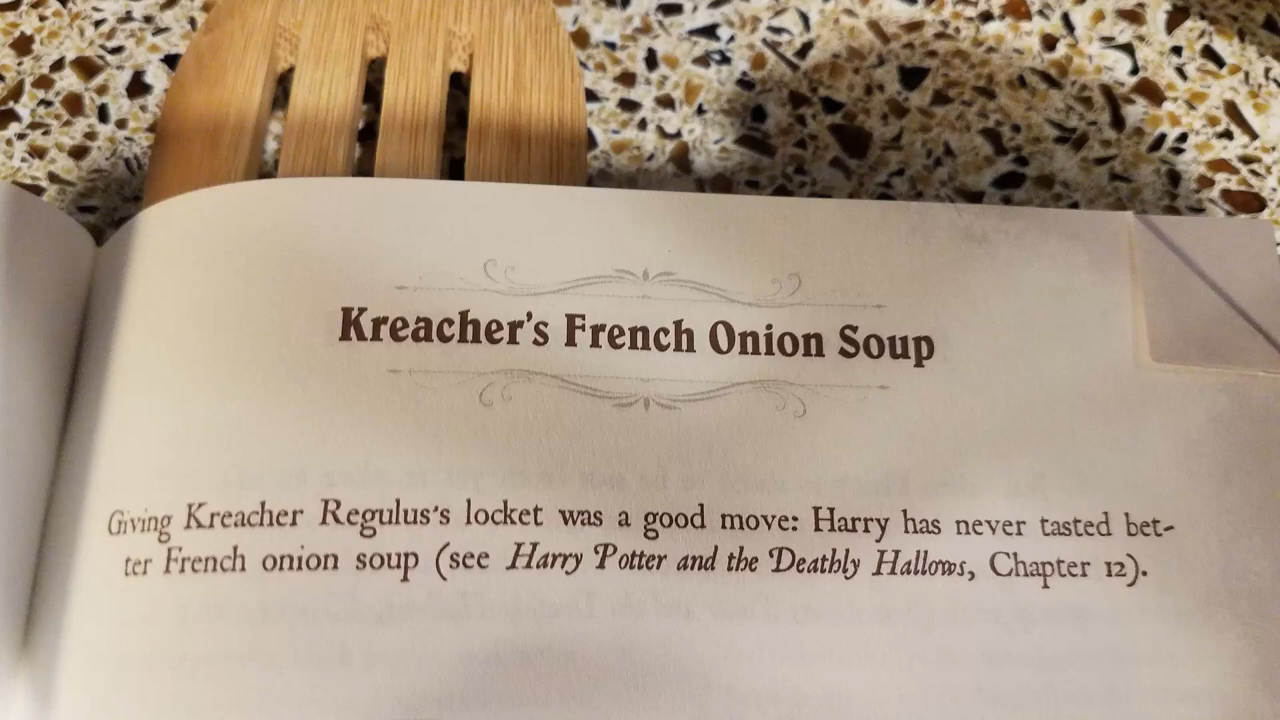 Kreacher's French Onion Soup
Giving Kreacher Regulus's locket was a good move: Harry has never tasted bet-
ter French onion soup (see Harry Potter and the Deathly Hallows, Chapter 12).